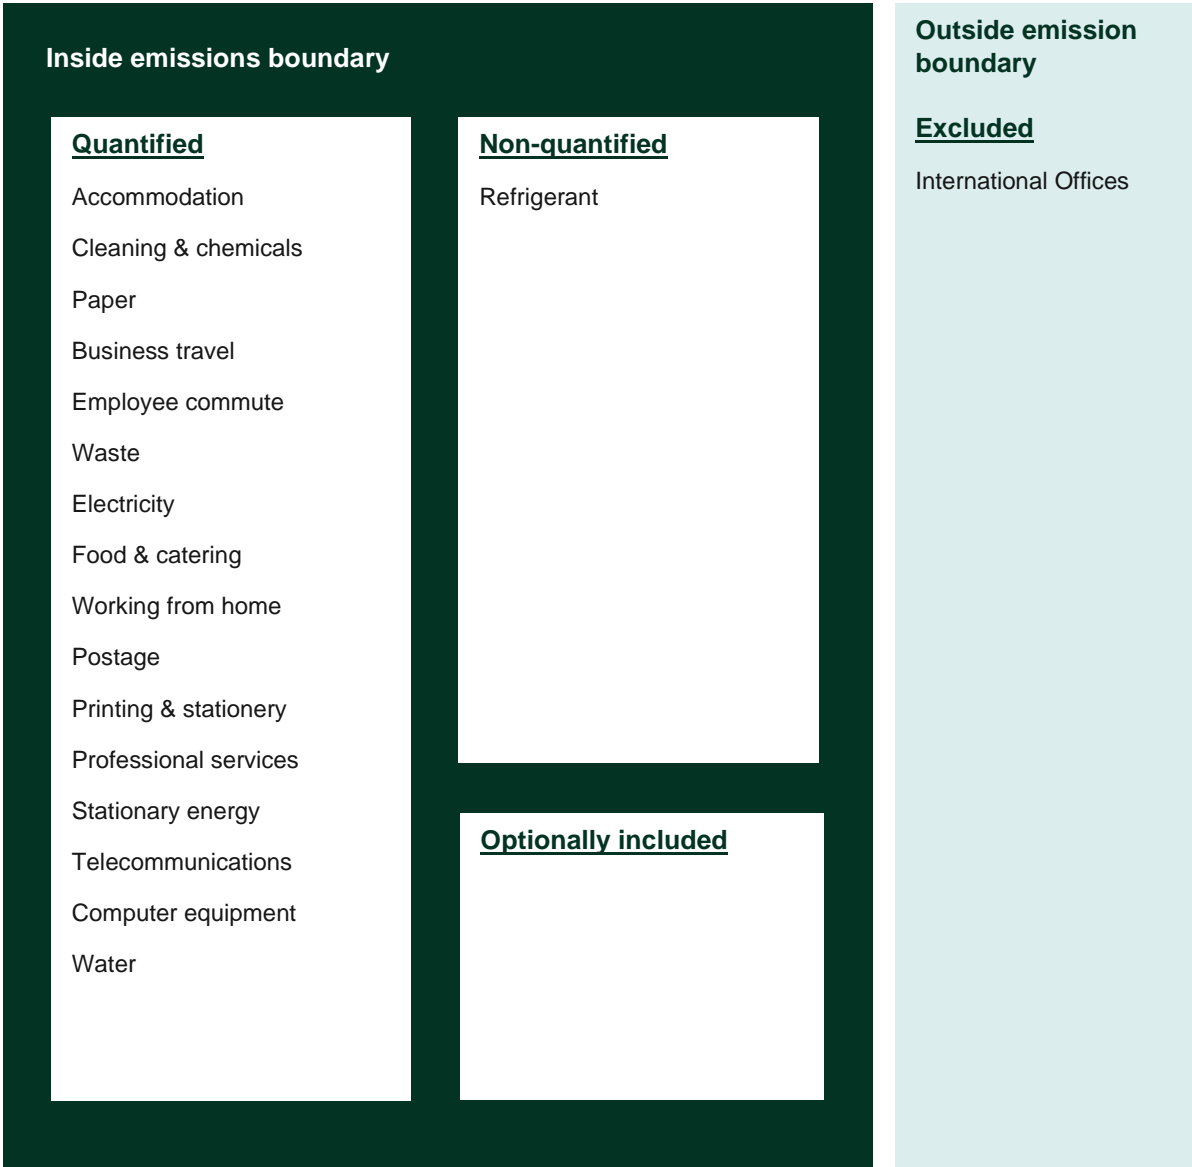 Inside emissions boundary
Quantified
Accommodation
Cleaning & chemicals
Paper
Business travel
Employee commute
Waste
Electricity
Food & catering
Working from home
Postage
Printing & stationery
Professional services
Stationary energy
Telecommunications
Computer equipment
Water
Non-quantified
Refrigerant
Optionally included
Outside emission
boundary
Excluded
International Offices